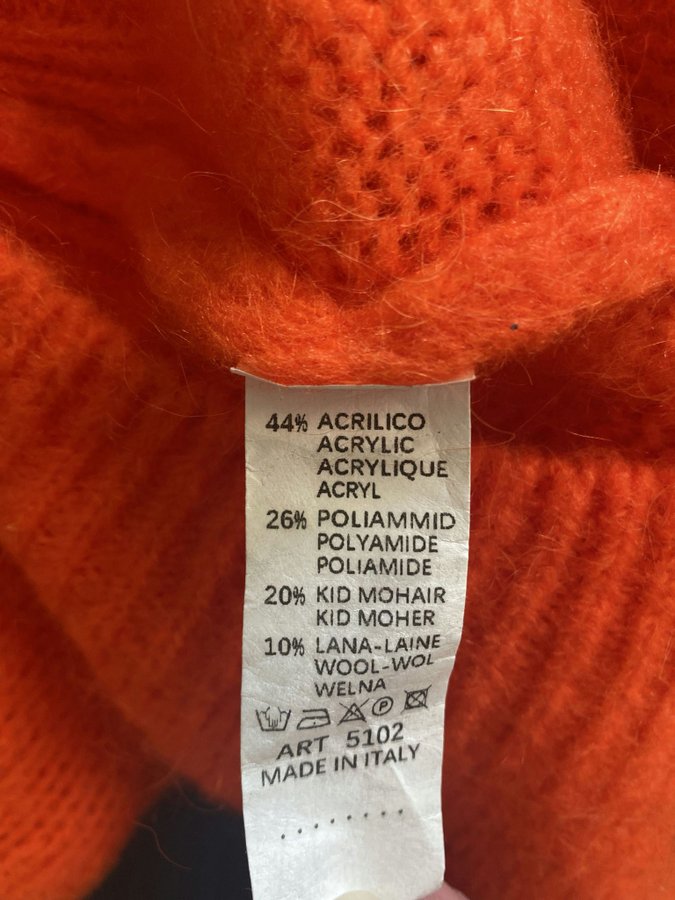 44% ACRILICO
ACRYLIC
ACRYLIQUE
ACRYL
26% POLIAMMID
POLYAMIDE
POLIAMIDE
20% KID MOHAIR
KID MOHER
10% LANA-LAINE
WOOL-WOL
WELNA
P
ART 5102
MADE IN ITALY
. . . . . . . .